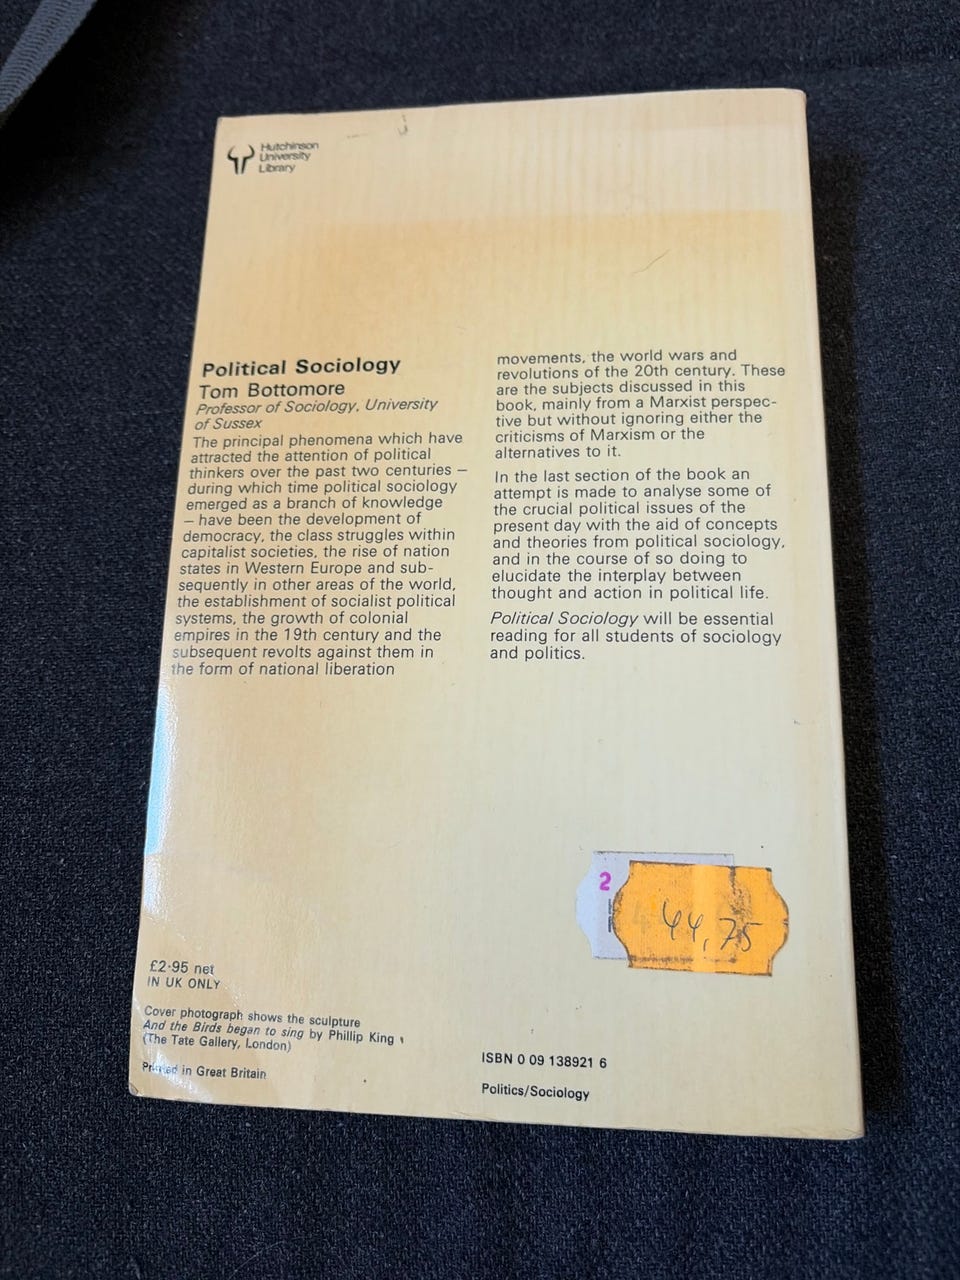 Hutchinson
University
Library
Political Sociology
Tom Bottomore
Professor of Sociology, University
of Sussex
The principal phenomena which have
attracted the attention of political
thinkers over the past two centuries –
during which time political sociology
emerged as a branch of knowledge
– have been the development of
democracy, the class struggles within
capitalist societies, the rise of nation
states in Western Europe and sub-
sequently in other areas of the world,
the establishment of socialist political
systems, the growth of colonial
empires in the 19th century and the
subsequent revolts against them in
the form of national liberation
movements, the world wars and
revolutions of the 20th century. These
are the subjects discussed in this
book, mainly from a Marxist perspec-
tive but without ignoring either the
criticisms of Marxism or the
alternatives to it.
In the last section of the book an
attempt is made to analyse some of
the crucial political issues of the
present day with the aid of concepts
and theories from political sociology,
and in the course of so doing to
elucidate the interplay between
thought and action in political life.
Political Sociology will be essential
reading for all students of sociology
and politics.
2
44,75
£2·95 net
IN UK ONLY
Cover photograph shows the sculpture
And the Birds began to sing by Phillip King
(The Tate Gallery, London)
Printed in Great Britain
ISBN 0 09 138921 6
Politics/Sociology